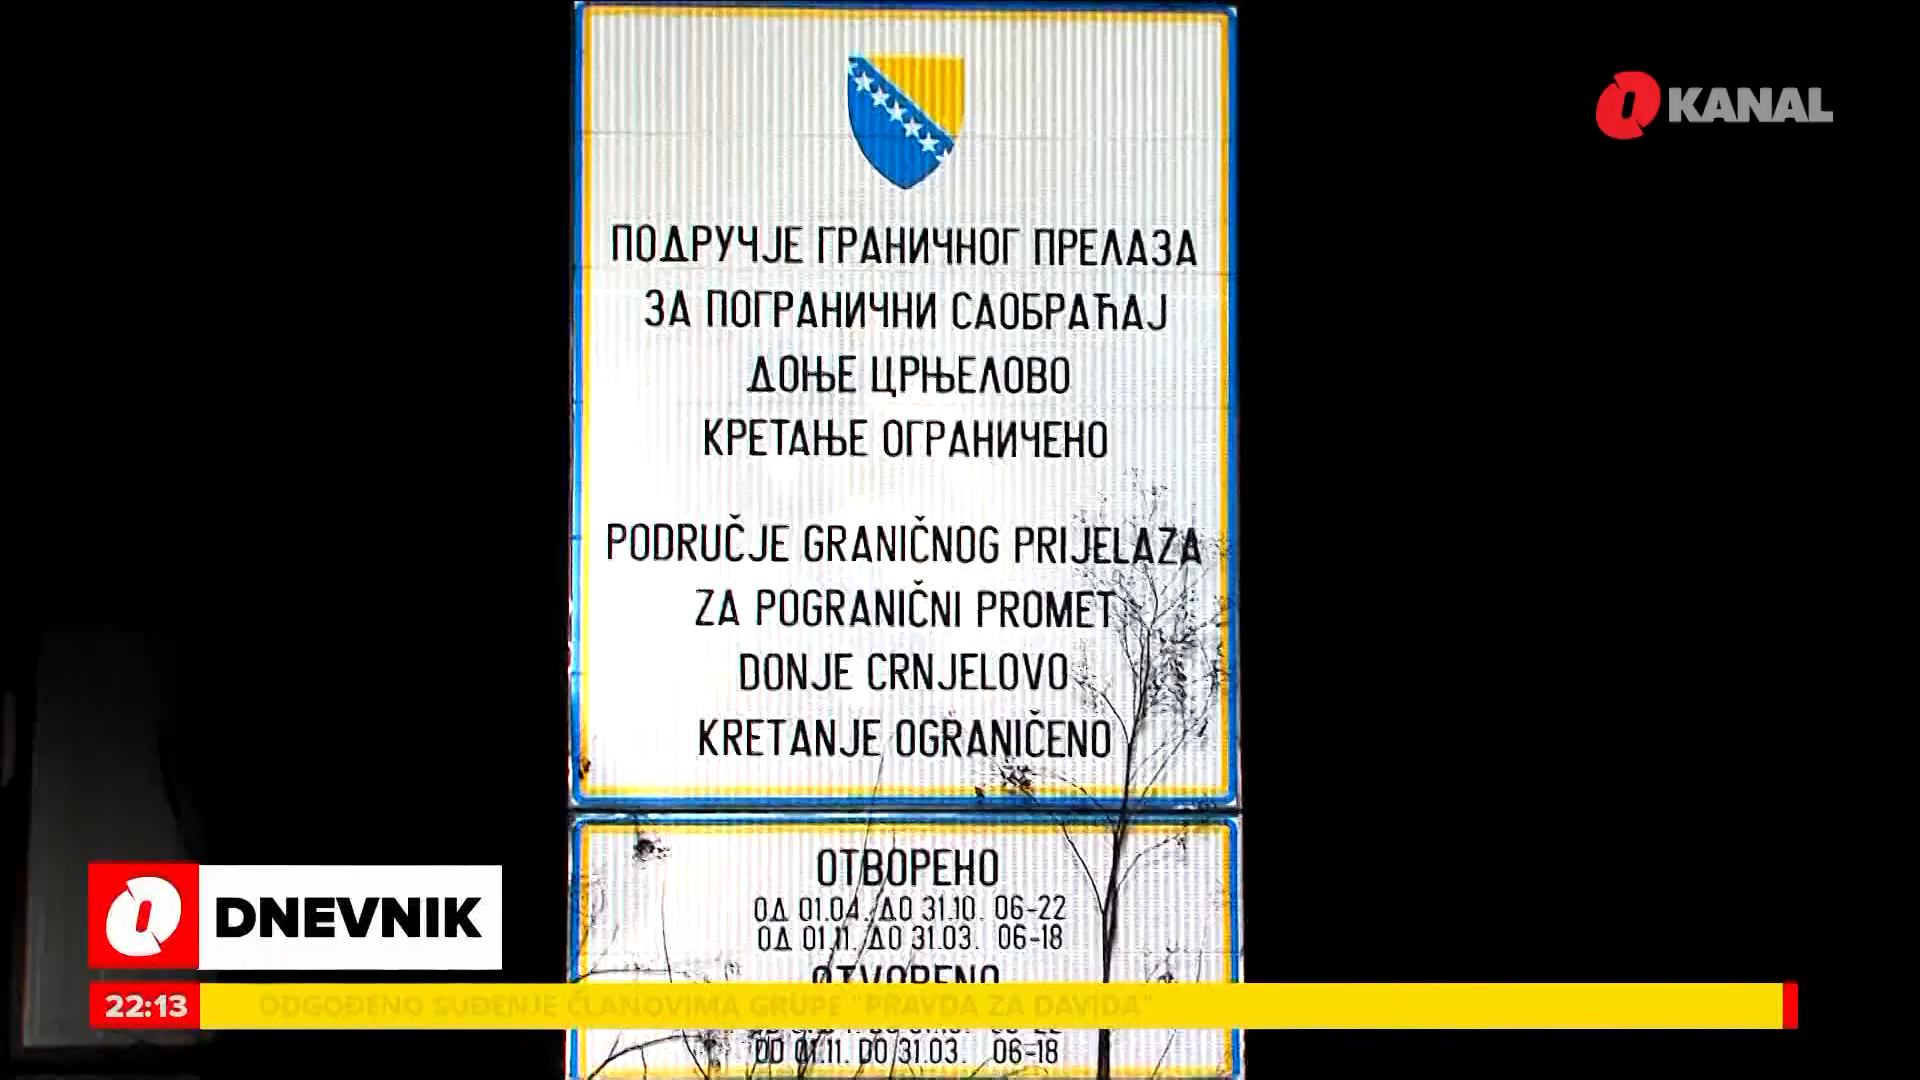 O KANAL
ПОДРУЧЈЕ ГРАНИЧНОГ ПРЕЛАЗА
ЗА ПОГРАНИЧНИ САОБРАЋАЈ
ДОЊЕ ЦРЊЕЛОВО
КРЕТАЊЕ ОГРАНИЧЕНО
PODRUČJE GRANIČNOG PRIJELAZA
ZA POGRANIČNI PROMET
DONJE CRNJELOVO
KRETANJE OGRANIČENO
ОТВОРЕНО
ОД 01.04. ДО 31.10. 06-22
ОД 01.11. ДО 31.03. 06-18
OTVORENO
O DNEVNIK
22:13 ODGOĐENO SUĐENJE ČLANOVIMA GRUPE "PRAVDA ZA DAVIDA"
OD 01.11. DO 31.03. 06-18